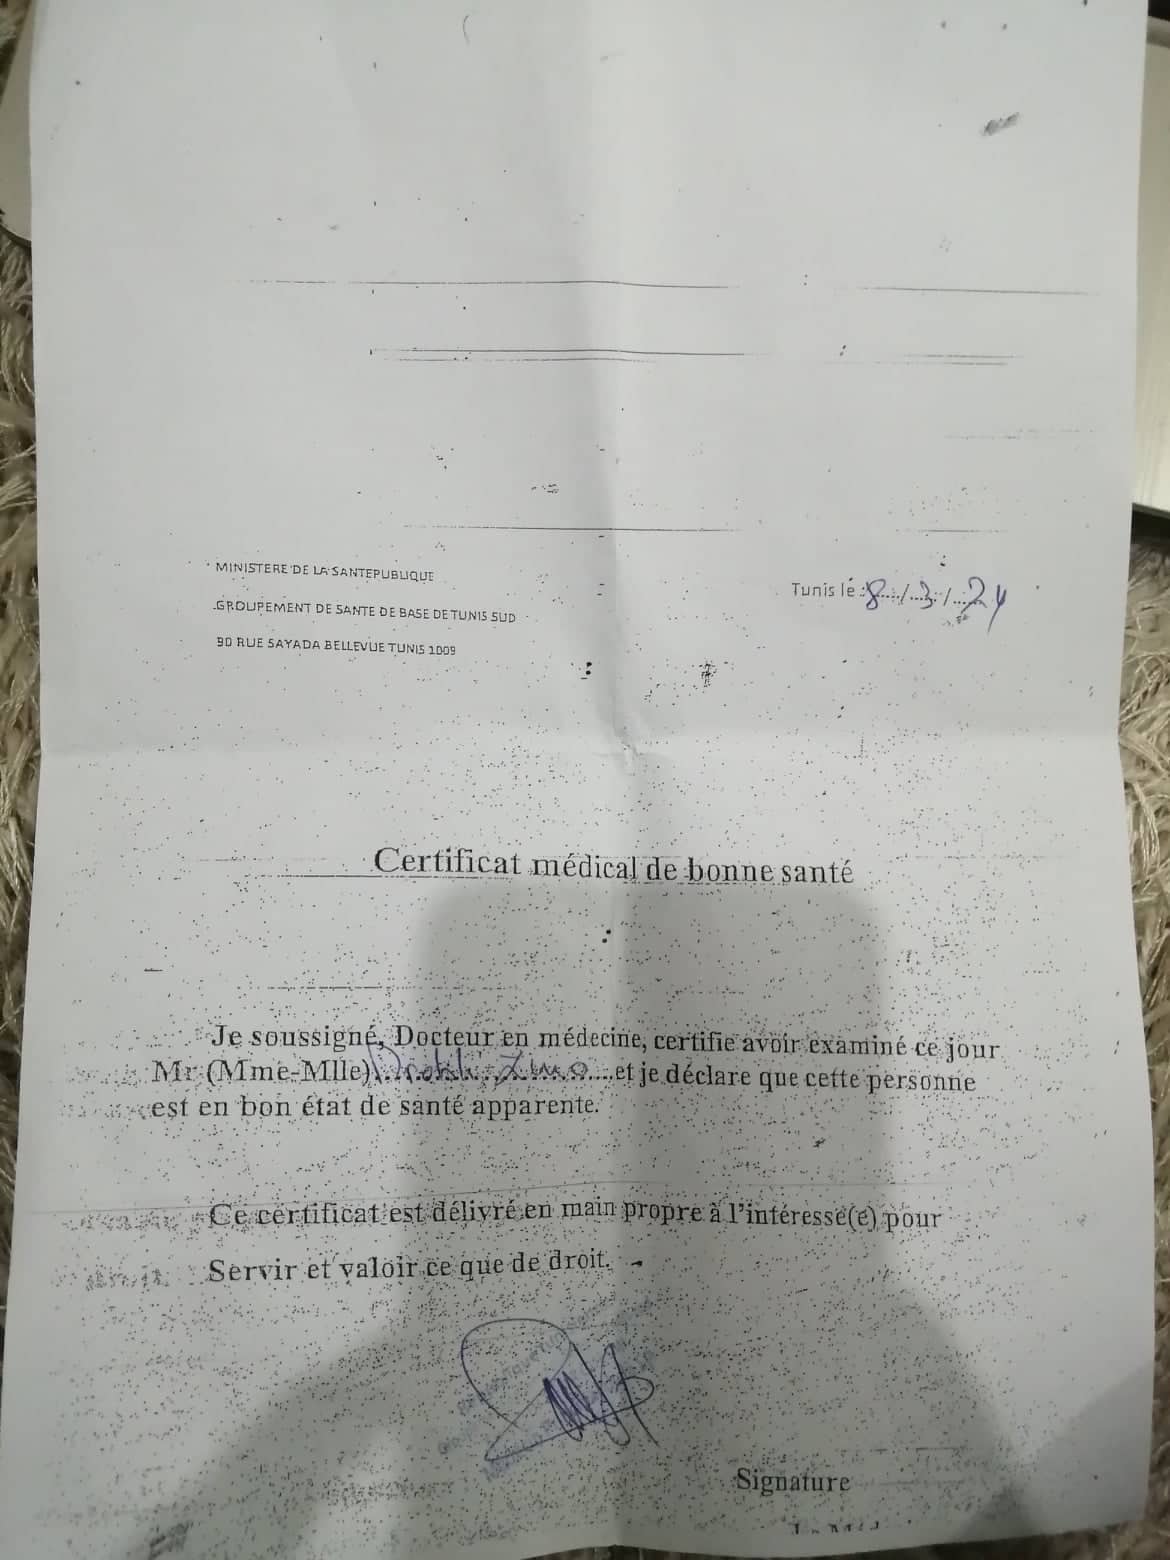 MINISTERE DE LA SANTEPUBLIQUE
GROUPEMENT DE SANTE DE BASE DE TUNIS SUD
90 RUE SAYADA BELLEVUE TUNIS 1009
Tunis lé : 8/3/24
Certificat médical de bonne santé
Je soussigné, Docteur en médecine, certifie avoir examiné ce jour
Mr (Mme-Mlle) et je déclare que cette personne
est en bon état de santé apparente.
Ce certificat est délivré en main propre à l'intéressé(e) pour
Servir et valoir ce que de droit.
Signature